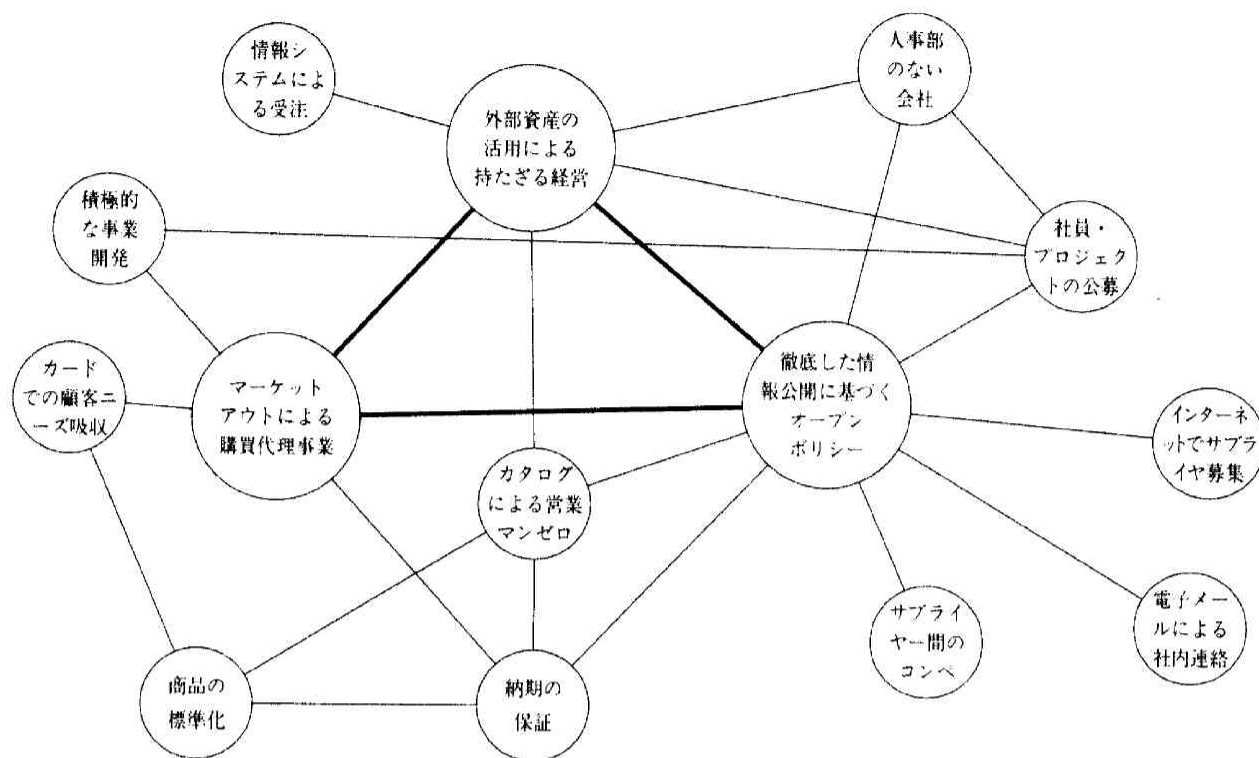 情報シ
ステムによ
る受注
外部資産の
活用による
持たざる経営
人事部
のない
会社
積極的
な事業
開発
社員・
プロジェク
トの公募
カード
での顧客ニ
ーズ吸収
マーケット
アウトによる
購買代理事業
徹底した情
報公開に基づく
オープン
ポリシー
インターネ
ットでサプラ
イヤ募集
カタログ
による営業
マンゼロ
サプライ
ヤー間の
コンペ
電子メー
ルによる
社内連絡
商品の
標準化
納期の
保証